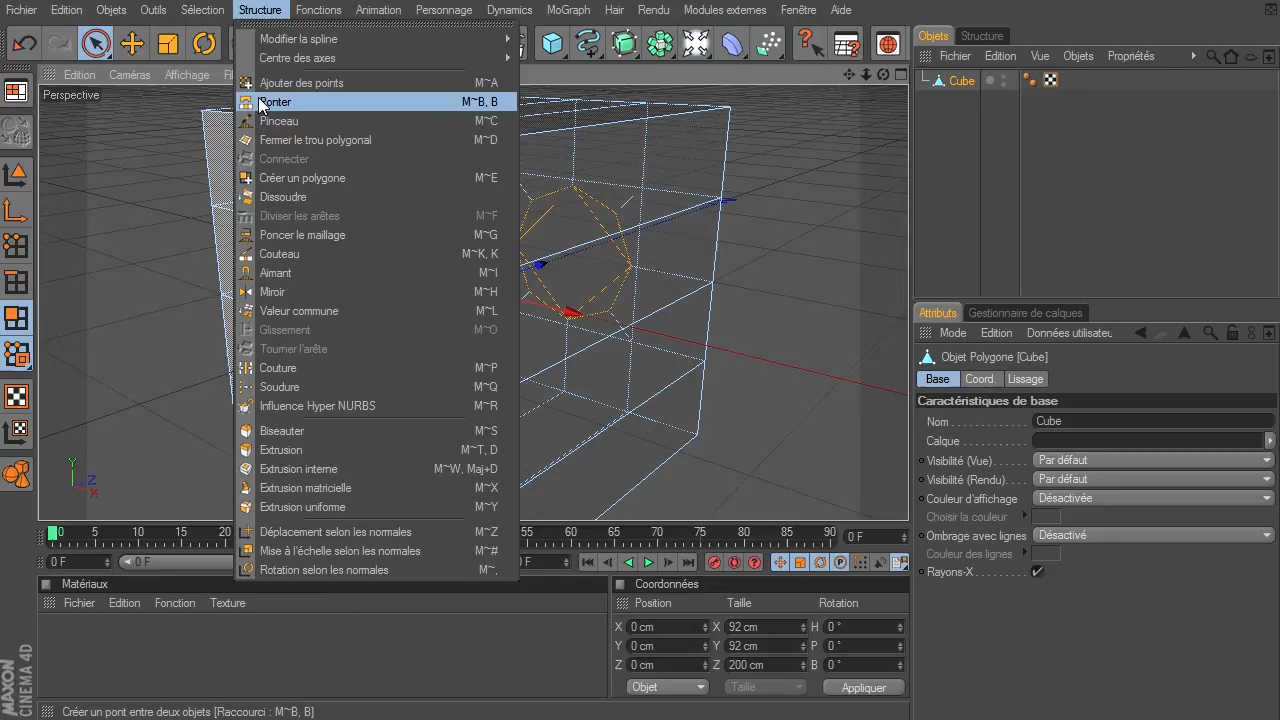 Fichier Edition Objets Outils Sélection Structure Fonctions Animation Personnage Dynamics MoGraph Hair Rendu Modules externes Fenêtre Aide
Modifier la spline
Centre des axes
Ajouter des points M~A
Ponter M~B, B
Pinceau M~C
Fermer le trou polygonal M~D
Connecter
Créer un polygone M~E
Dissoudre
Diviser les arêtes M~F
Poncer le maillage M~G
Couteau M~K, K
Aimant M~I
Miroir M~H
Valeur commune M~L
Glissement M~O
Tourner l'arête
Couture M~P
Soudure M~Q
Influence Hyper NURBS M~R
Biseauter M~S
Extrusion M~T, D
Extrusion interne M~W, Maj+D
Extrusion matricielle M~X
Extrusion uniforme M~Y
Déplacement selon les normales M~Z
Mise à l'échelle selon les normales M~#
Rotation selon les normales M~,
Edition Caméras Affichage
Perspective
Y Z X
Objets Structure
Fichier Edition Vue Objets Propriétés
Cube
Attributs Gestionnaire de calques
Mode Edition Données utilisateu
Objet Polygone [Cube]
Base Coord. Lissage
Caractéristiques de base
Nom Cube
Calque
Visibilité (Vue) Par défaut
Visibilité (Rendu) Par défaut
Couleur d'affichage Désactivée
Choisir la couleur
Ombrage avec lignes Désactivé
Couleur des lignes
Rayons-X
0 5 10 15 20 55 60 65 70 75 80 85 90 0 F
0 F 0 F 0 F
Matériaux
Fichier Edition Fonction Texture
Coordonnées
Position Taille Rotation
X 0 cm X 92 cm H 0 °
Y 0 cm Y 92 cm P 0 °
Z 0 cm Z 200 cm B 0 °
Objet Taille Appliquer
MAXON
CINEMA 4D
Créer un pont entre deux objets [Raccourci : M~B, B]